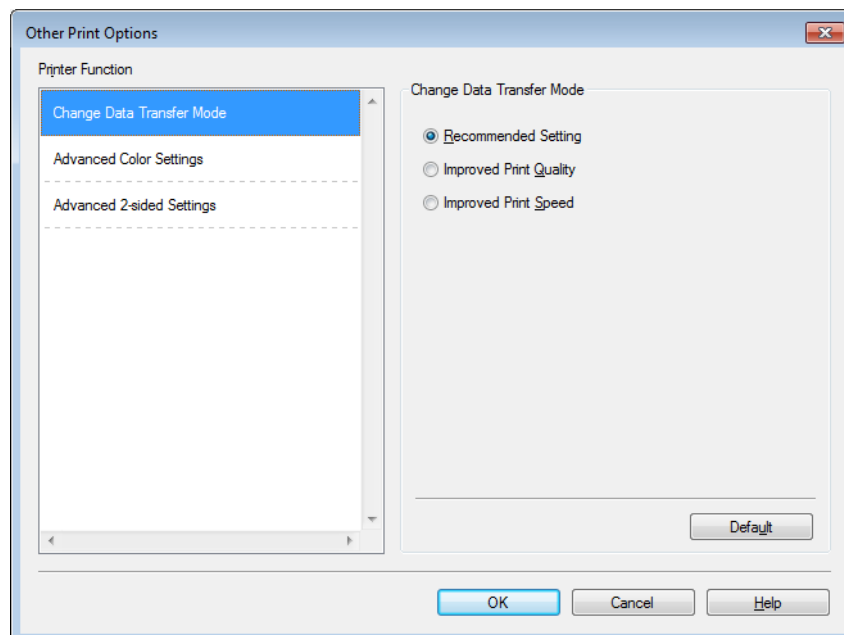 Other Print Options
Printer Function
Change Data Transfer Mode
Advanced Color Settings
Advanced 2-sided Settings
Change Data Transfer Mode
Recommended Setting
Improved Print Quality
Improved Print Speed
Default
OK Cancel Help